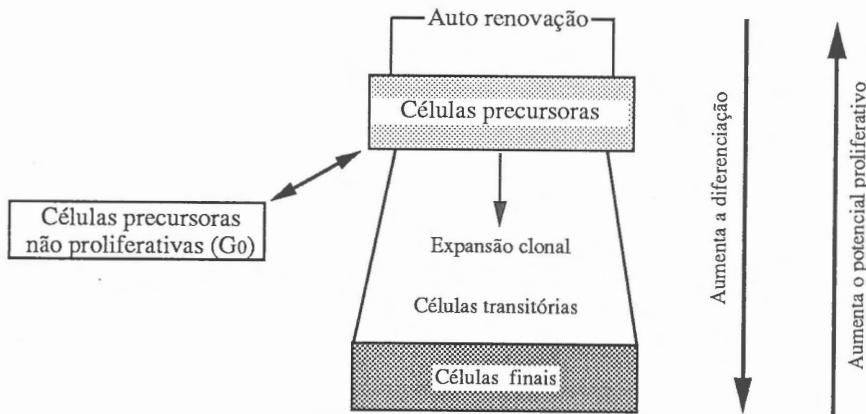 Auto renovação
Células precursoras
Células precursoras
não proliferativas (G0)
Expansão clonal
Células transitórias
Células finais
Aumenta a diferenciação
Aumenta o potencial proliferativo